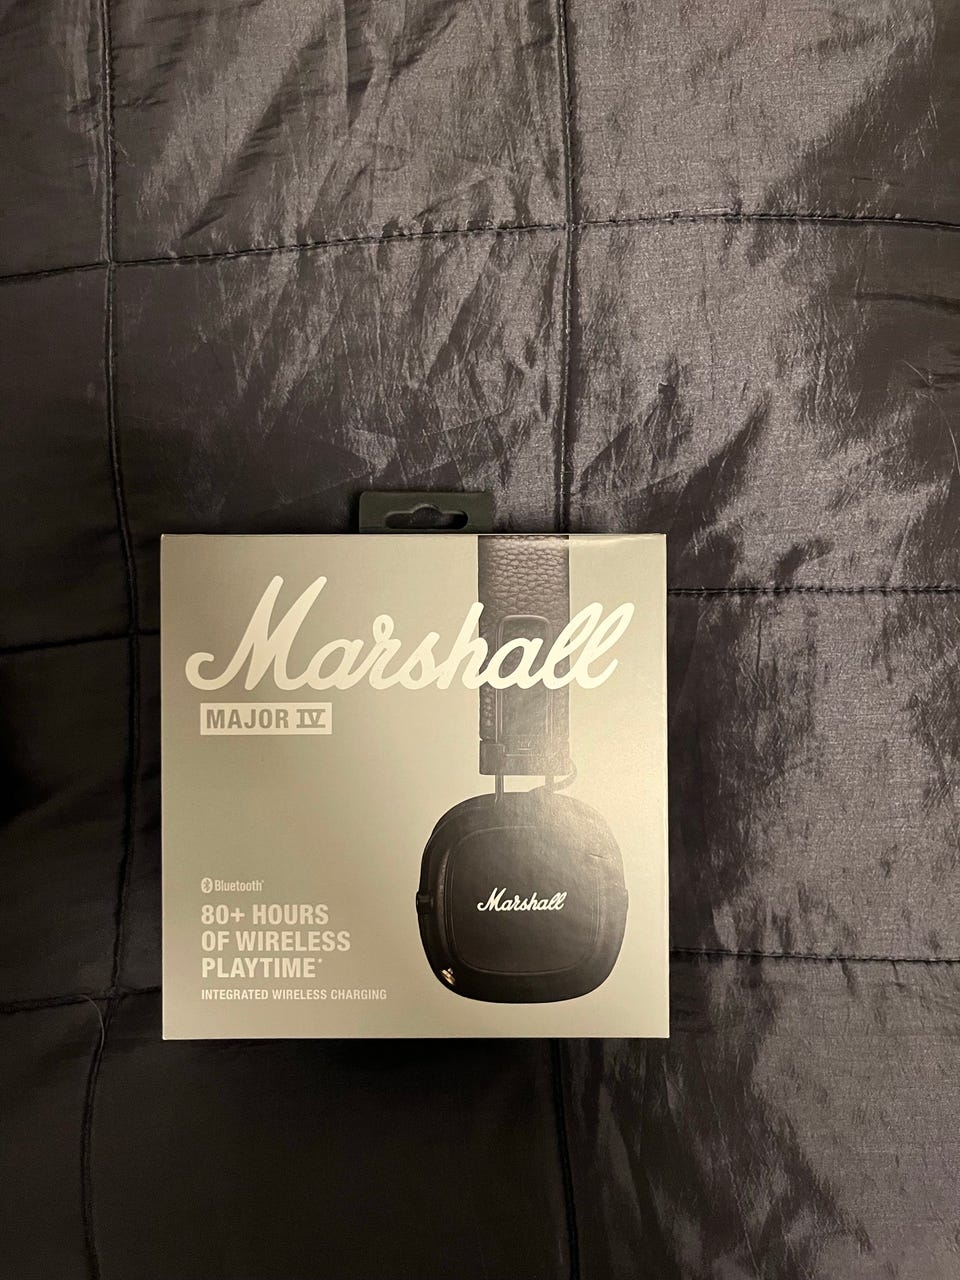 Marshall
MAJOR IV
Bluetooth®
80+ HOURS
OF WIRELESS
PLAYTIME*
INTEGRATED WIRELESS CHARGING
Marshall